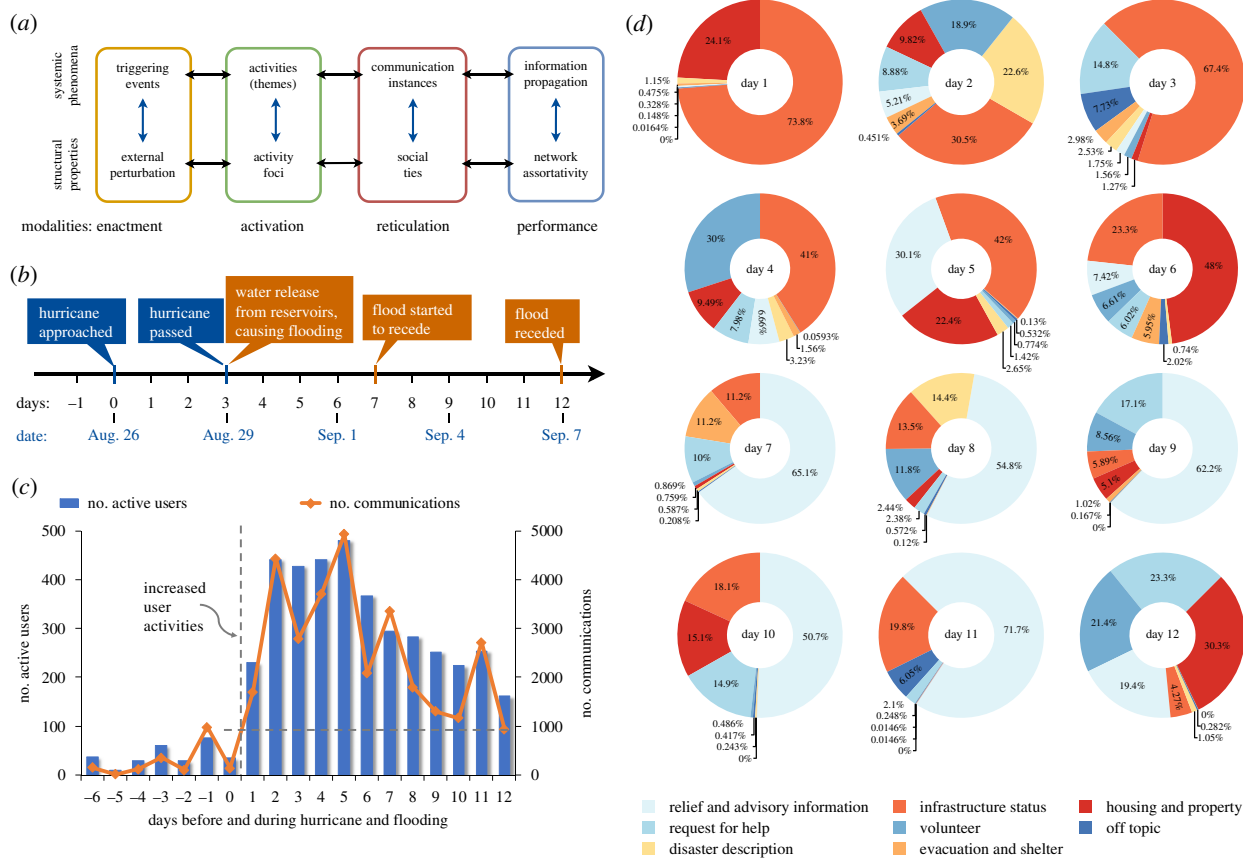 (a)
systemic
phenomena
structural
properties
triggering
events
activities
(themes)
communication
instances
information
propagation
external
perturbation
activity
foci
social
ties
network
assortativity
modalities: enactment
activation
reticulation
performance
(b)
hurricane
approached
hurricane
passed
water release
from reservoirs,
causing flooding
flood started
to recede
flood
receded
days: –1 0 1 2 3 4 5 6 7 8 9 10 11 12
date: Aug. 26 Aug. 29 Sep. 1 Sep. 4 Sep. 7
(c)
no. active users
no. communications
500
400
300
200
100
0
no. active users
increased
user
activities
5000
4000
3000
2000
1000
0
no. communications
–6 –5 –4 –3 –2 –1 0 1 2 3 4 5 6 7 8 9 10 11 12
days before and during hurricane and flooding
(d)
day 1
24.1%
73.8%
1.15%
0.475%
0.328%
0.148%
0.0164%
0%
day 2
18.9%
22.6%
30.5%
9.82%
8.88%
5.21%
3.69%
0.451%
day 3
67.4%
14.8%
7.73%
2.98%
2.53%
1.75%
1.56%
1.27%
day 4
30%
41%
9.49%
7.98%
6.99%
0.0593%
1.56%
3.23%
day 5
30.1%
42%
22.4%
0.13%
0.532%
0.774%
1.42%
2.65%
day 6
23.3%
48%
7.42%
6.61%
6.02%
5.95%
0.74%
2.02%
day 7
11.2%
11.2%
10%
65.1%
0.869%
0.759%
0.587%
0.208%
day 8
14.4%
13.5%
11.8%
54.8%
2.44%
2.38%
0.572%
0.12%
day 9
17.1%
8.56%
5.89%
5.1%
62.2%
1.02%
0.167%
0%
day 10
18.1%
15.1%
14.9%
50.7%
0.486%
0.417%
0.243%
0%
day 11
19.8%
6.05%
71.7%
2.1%
0.248%
0.0146%
0.0146%
0%
day 12
23.3%
21.4%
30.3%
19.4%
4.27%
0%
0.282%
1.05%
relief and advisory information
request for help
disaster description
infrastructure status
volunteer
evacuation and shelter
housing and property
off topic